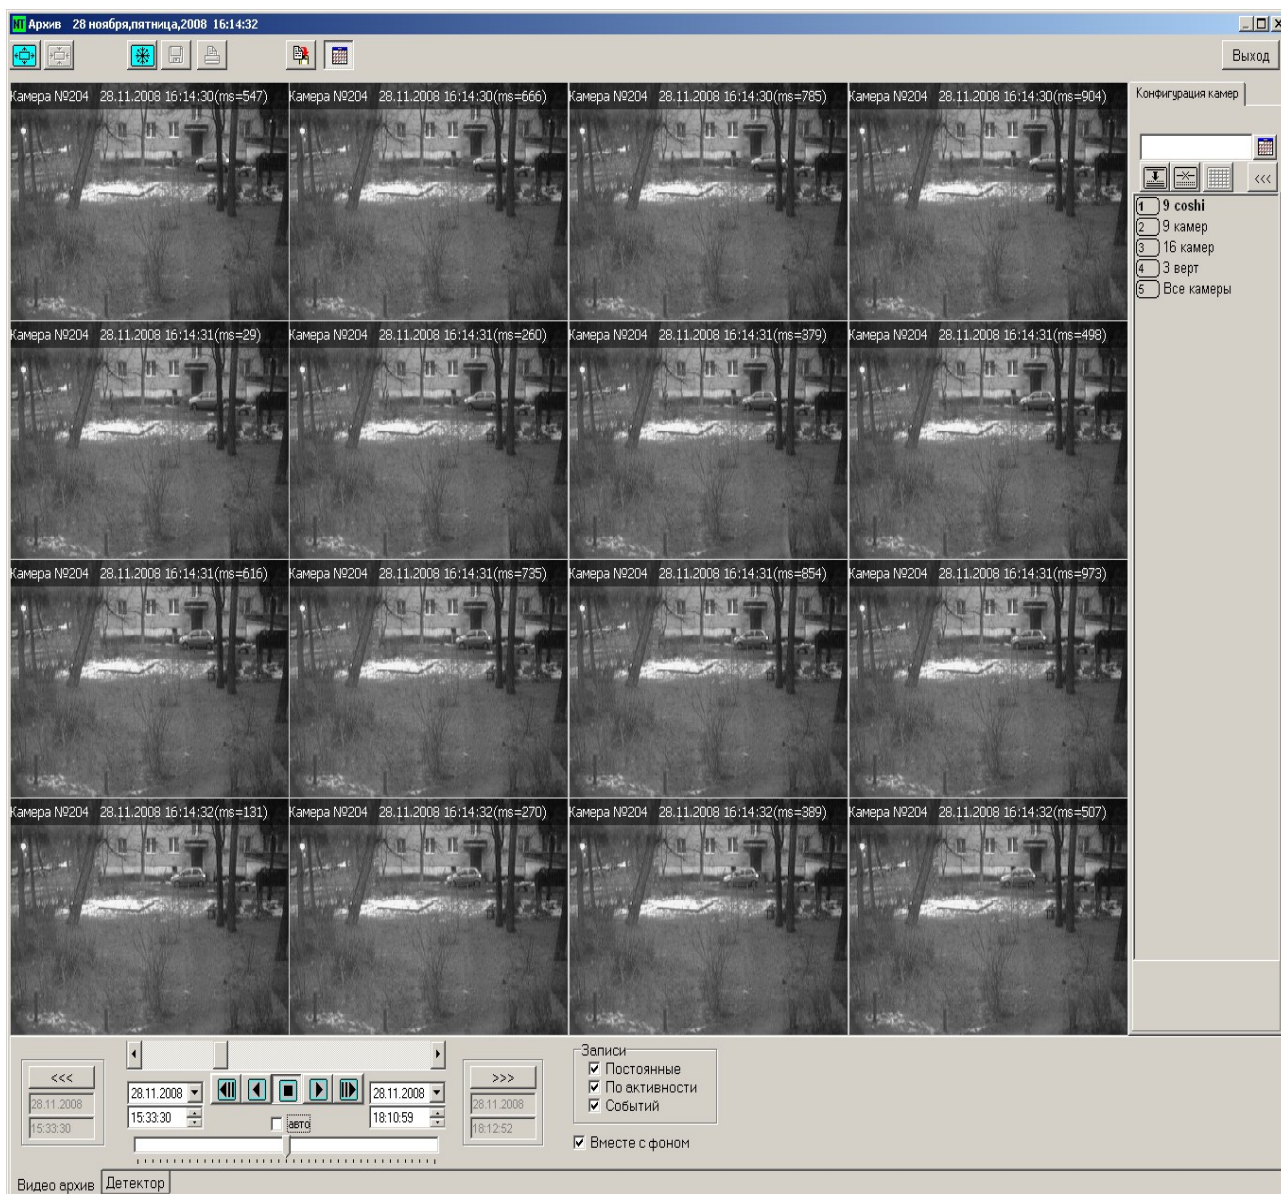 NT Архив 28 ноября,пятница,2008 16:14:32
Выход
Камера №204 28.11.2008 16:14:30(ms=547)
Камера №204 28.11.2008 16:14:30(ms=666)
Камера №204 28.11.2008 16:14:30(ms=785)
Камера №204 28.11.2008 16:14:30(ms=904)
Конфигурация камер
<<<
1 9 coshi
2 9 камер
3 16 камер
4 3 верт
5 Все камеры
Камера №204 28.11.2008 16:14:31(ms=29)
Камера №204 28.11.2008 16:14:31(ms=260)
Камера №204 28.11.2008 16:14:31(ms=379)
Камера №204 28.11.2008 16:14:31(ms=498)
Камера №204 28.11.2008 16:14:31(ms=616)
Камера №204 28.11.2008 16:14:31(ms=735)
Камера №204 28.11.2008 16:14:31(ms=854)
Камера №204 28.11.2008 16:14:31(ms=973)
Камера №204 28.11.2008 16:14:32(ms=131)
Камера №204 28.11.2008 16:14:32(ms=270)
Камера №204 28.11.2008 16:14:32(ms=389)
Камера №204 28.11.2008 16:14:32(ms=507)
<<<
28.11.2008
15:33:30
28.11.2008
15:33:30
авто
28.11.2008
18:10:59
>>>
28.11.2008
18:12:52
Записи
Постоянные
По активности
Событий
Вместе с фоном
Видео архив
Детектор